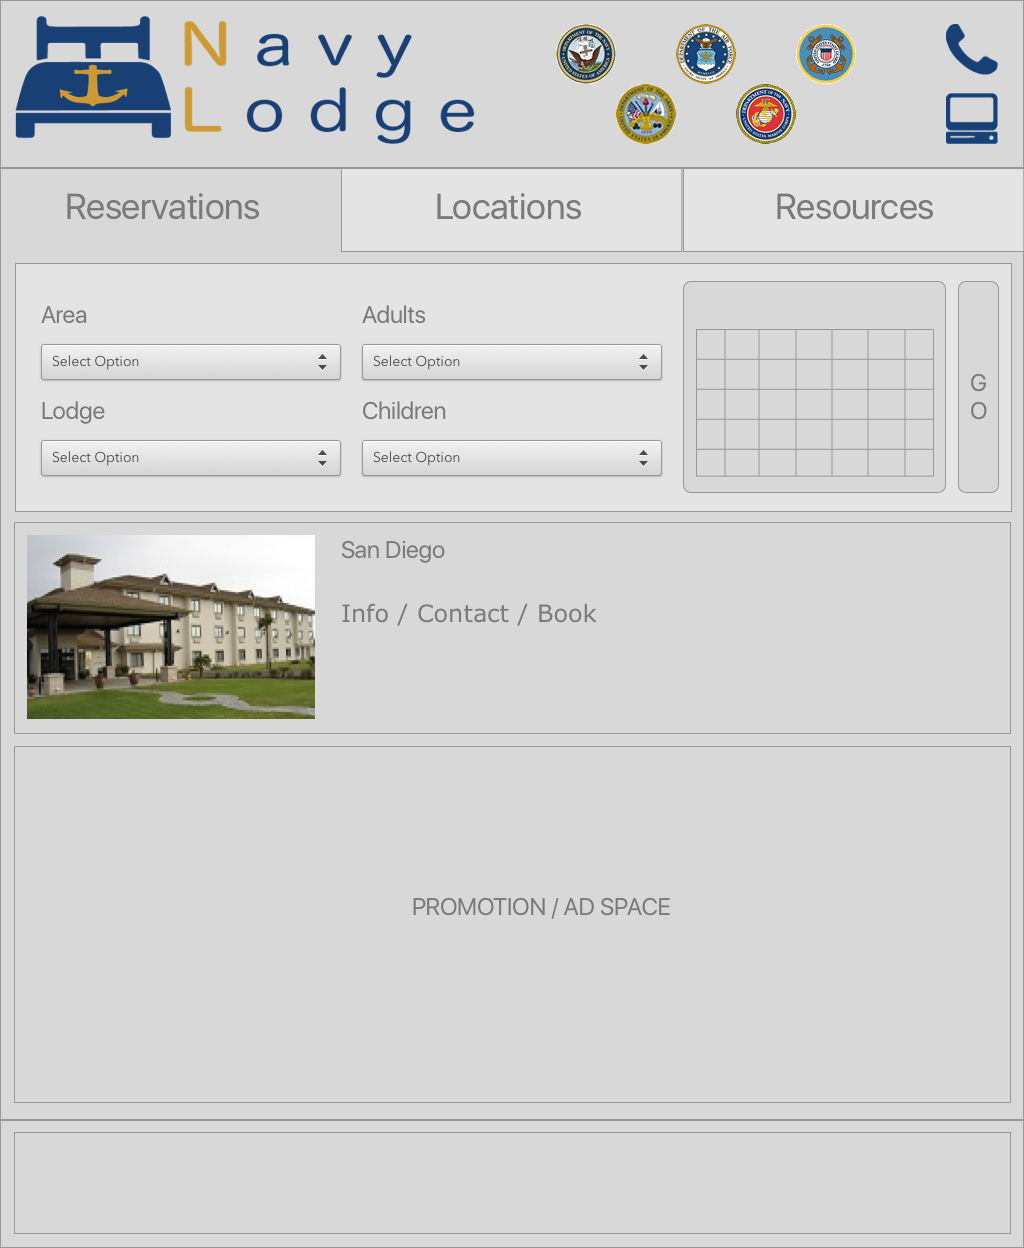 Navy
Lodge
Reservations
Locations
Resources
Area
Adults
Select Option
Select Option
Lodge
Children
Select Option
Select Option
G
O
San Diego
Info / Contact / Book
PROMOTION / AD SPACE